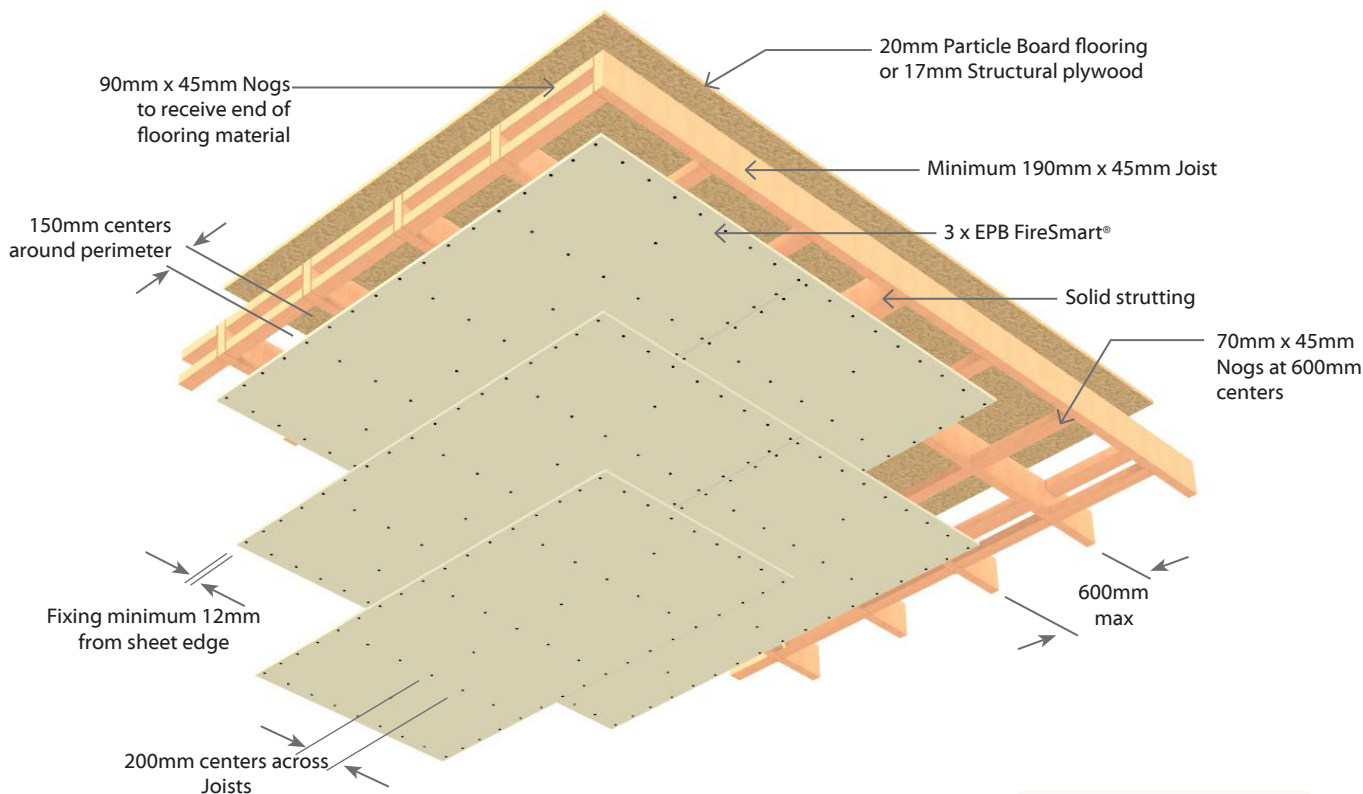 20mm Particle Board flooring
or 17mm Structural plywood
90mm x 45mm Nogs
to receive end of
flooring material
Minimum 190mm x 45mm Joist
150mm centers
around perimeter
3 x EPB FireSmart®
Solid strutting
70mm x 45mm
Nogs at 600mm
centers
600mm
max
Fixing minimum 12mm
from sheet edge
200mm centers across
Joists